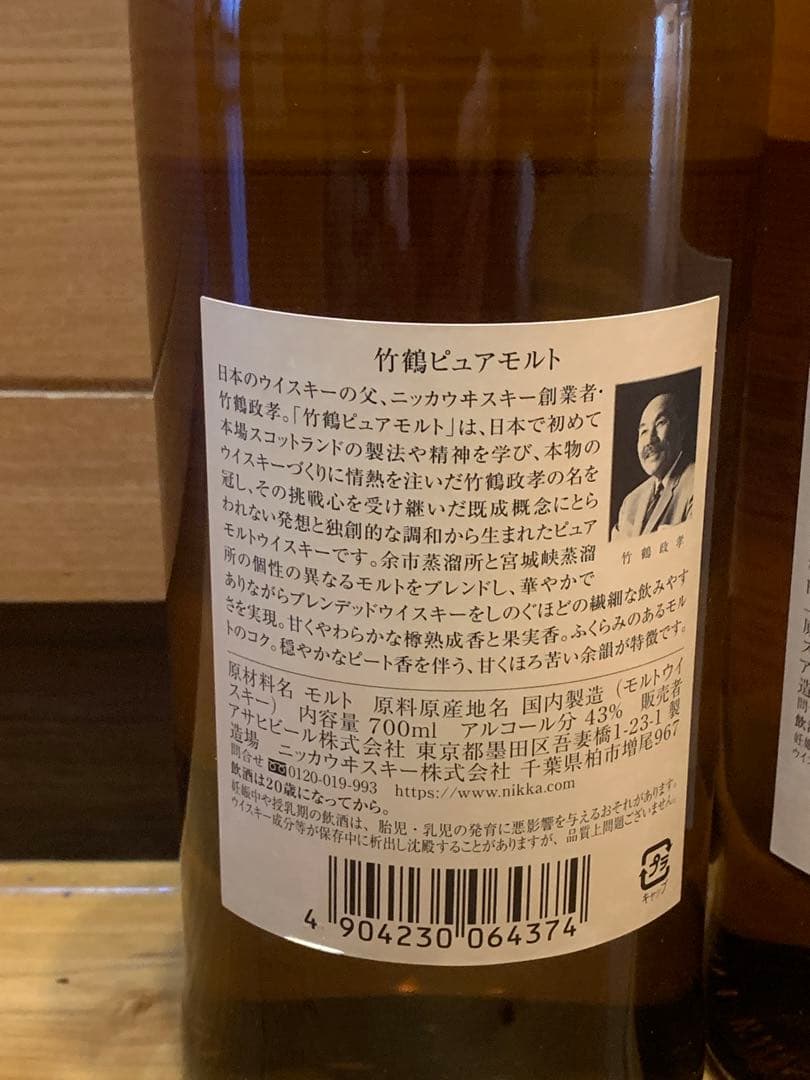 竹鶴ピュアモルト
日本のウイスキーの父、ニッカウヰスキー創業者・
竹鶴政孝。「竹鶴ピュアモルト」は、日本で初めて
本場スコットランドの製法や精神を学び、本物の
ウイスキーづくりに情熱を注いだ竹鶴政孝の名を
冠し、その挑戦心を受け継いだ既成概念にとら
われない発想と独創的な調和から生まれたピュア
モルトウイスキーです。余市蒸溜所と宮城峡蒸溜
所の個性の異なるモルトをブレンドし、華やかで
ありながらブレンデッドウイスキーをしのぐほどの繊細な飲みやす
さを実現。甘くやわらかな樽熟成香と果実香。ふくらみのあるモル
トのコク。穏やかなピート香を伴う、甘くほろ苦い余韻が特徴です。
竹鶴政孝
原材料名 モルト 原料原産地名 国内製造（モルトウイ
スキー） 内容量 700ml アルコール分 43% 販売者
アサヒビール株式会社 東京都墨田区吾妻橋1-23-1 製
造場 ニッカウヰスキー株式会社 千葉県柏市増尾967
問合せ 0120-019-993 https://www.nikka.com
飲酒は20歳になってから。
妊娠中や授乳期の飲酒は、胎児・乳児の発育に悪影響を与えるおそれがあります。
ウイスキー成分等が保存中に析出し沈殿することがありますが、品質上問題ございません。
プラ
キャップ
4 904230 064374